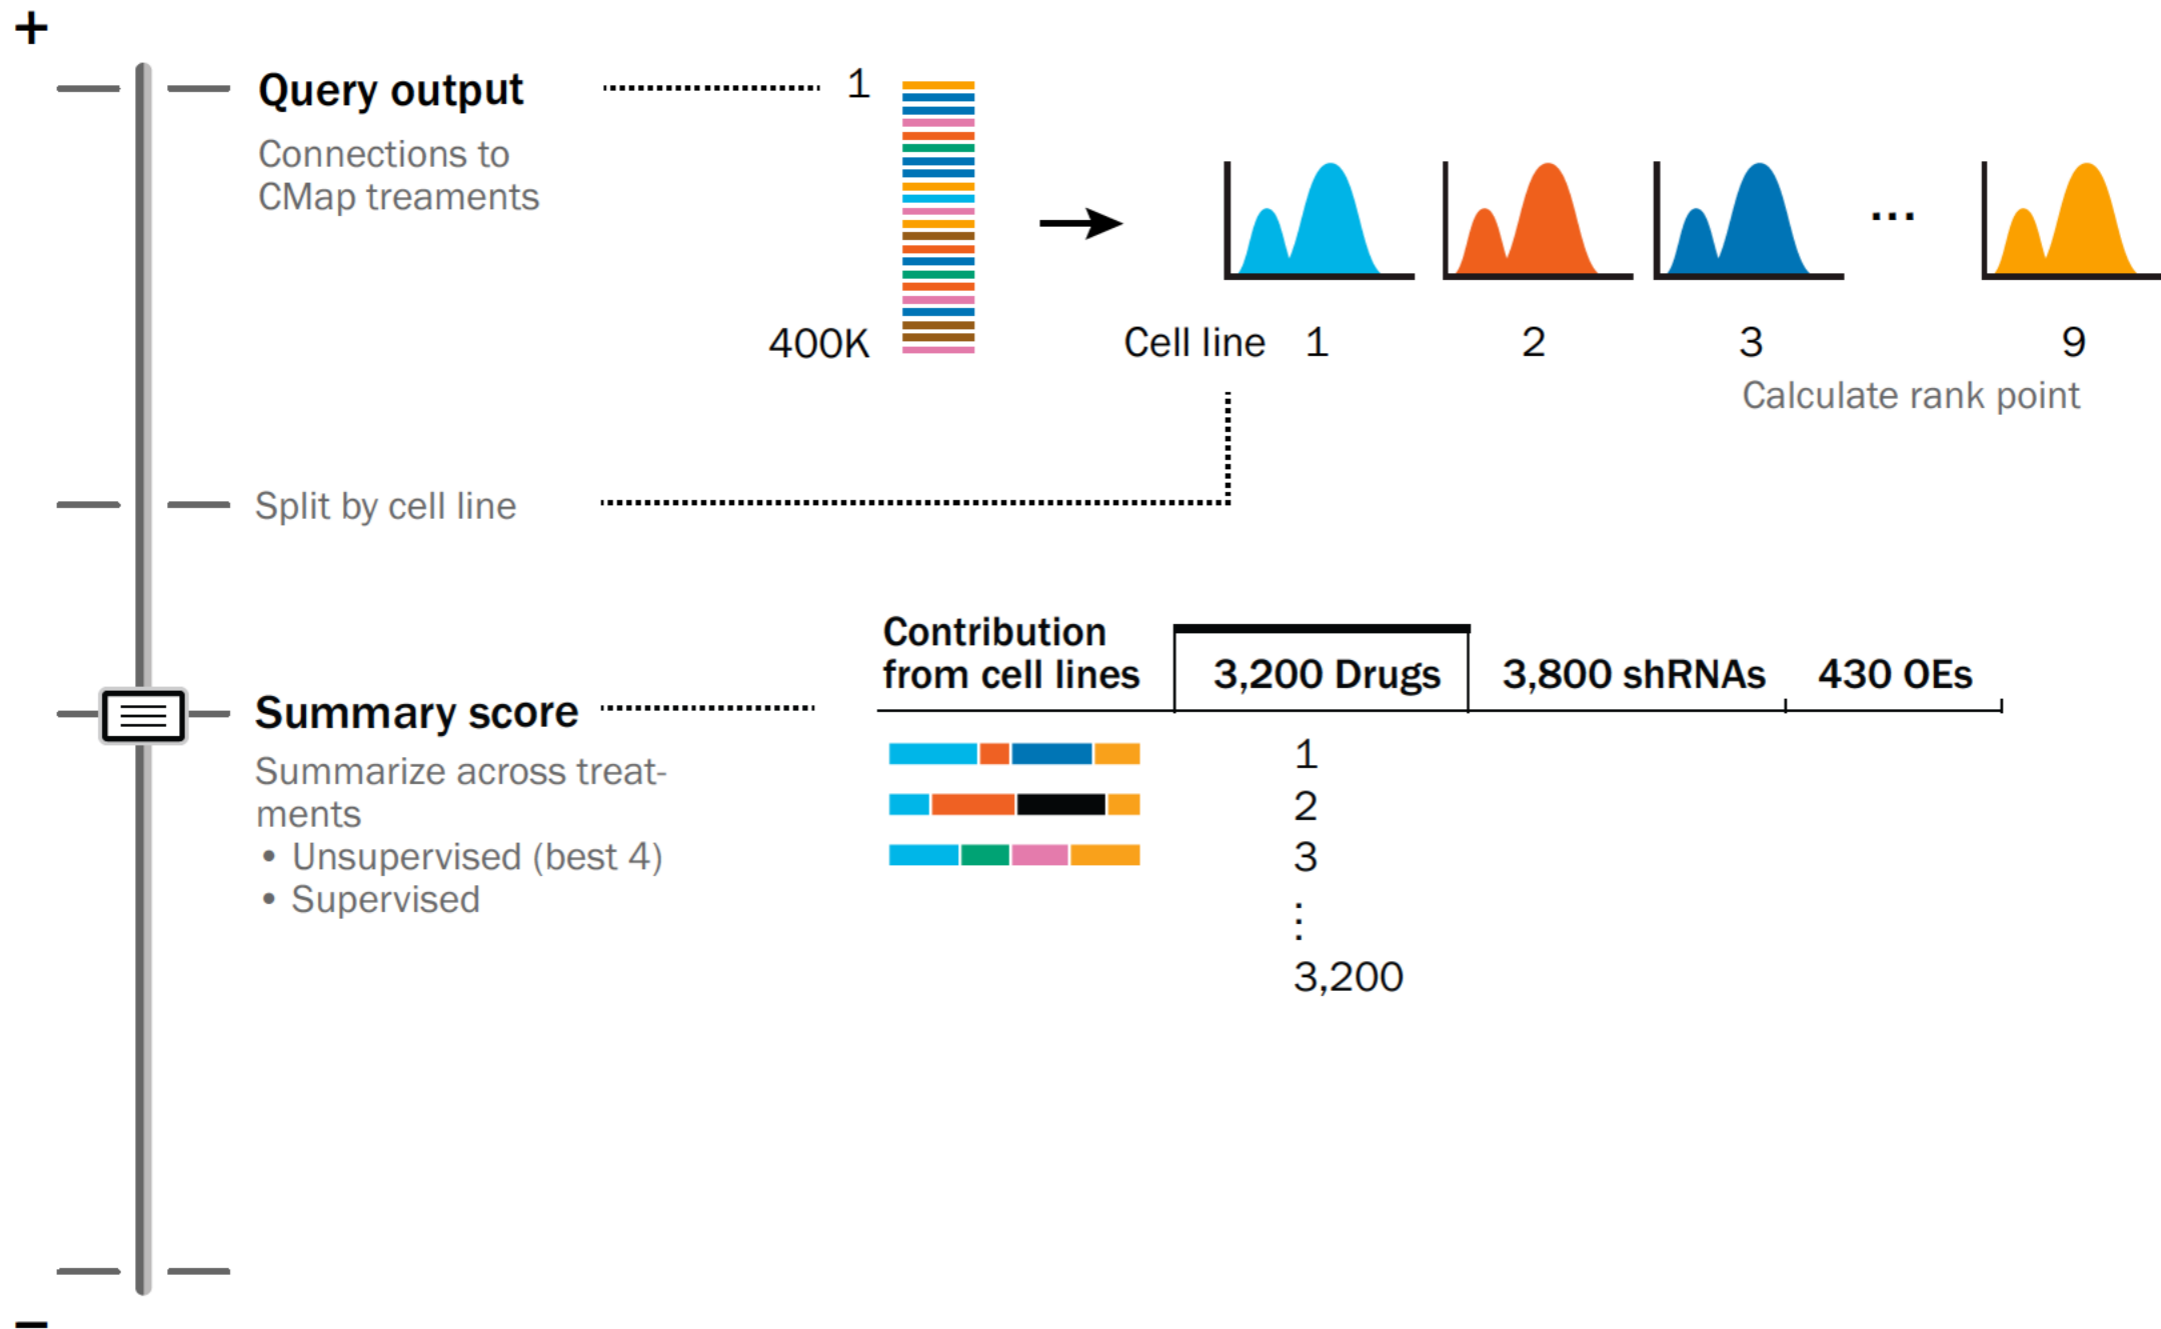 +
Query output
1
Connections to
CMap treaments
...
400K
Cell line 1 2 3 9
Calculate rank point
Split by cell line
Contribution
from cell lines
3,200 Drugs
3,800 shRNAs
430 OEs
Summary score
Summarize across treat-
ments
• Unsupervised (best 4)
• Supervised
1
2
3
⋮
3,200
–